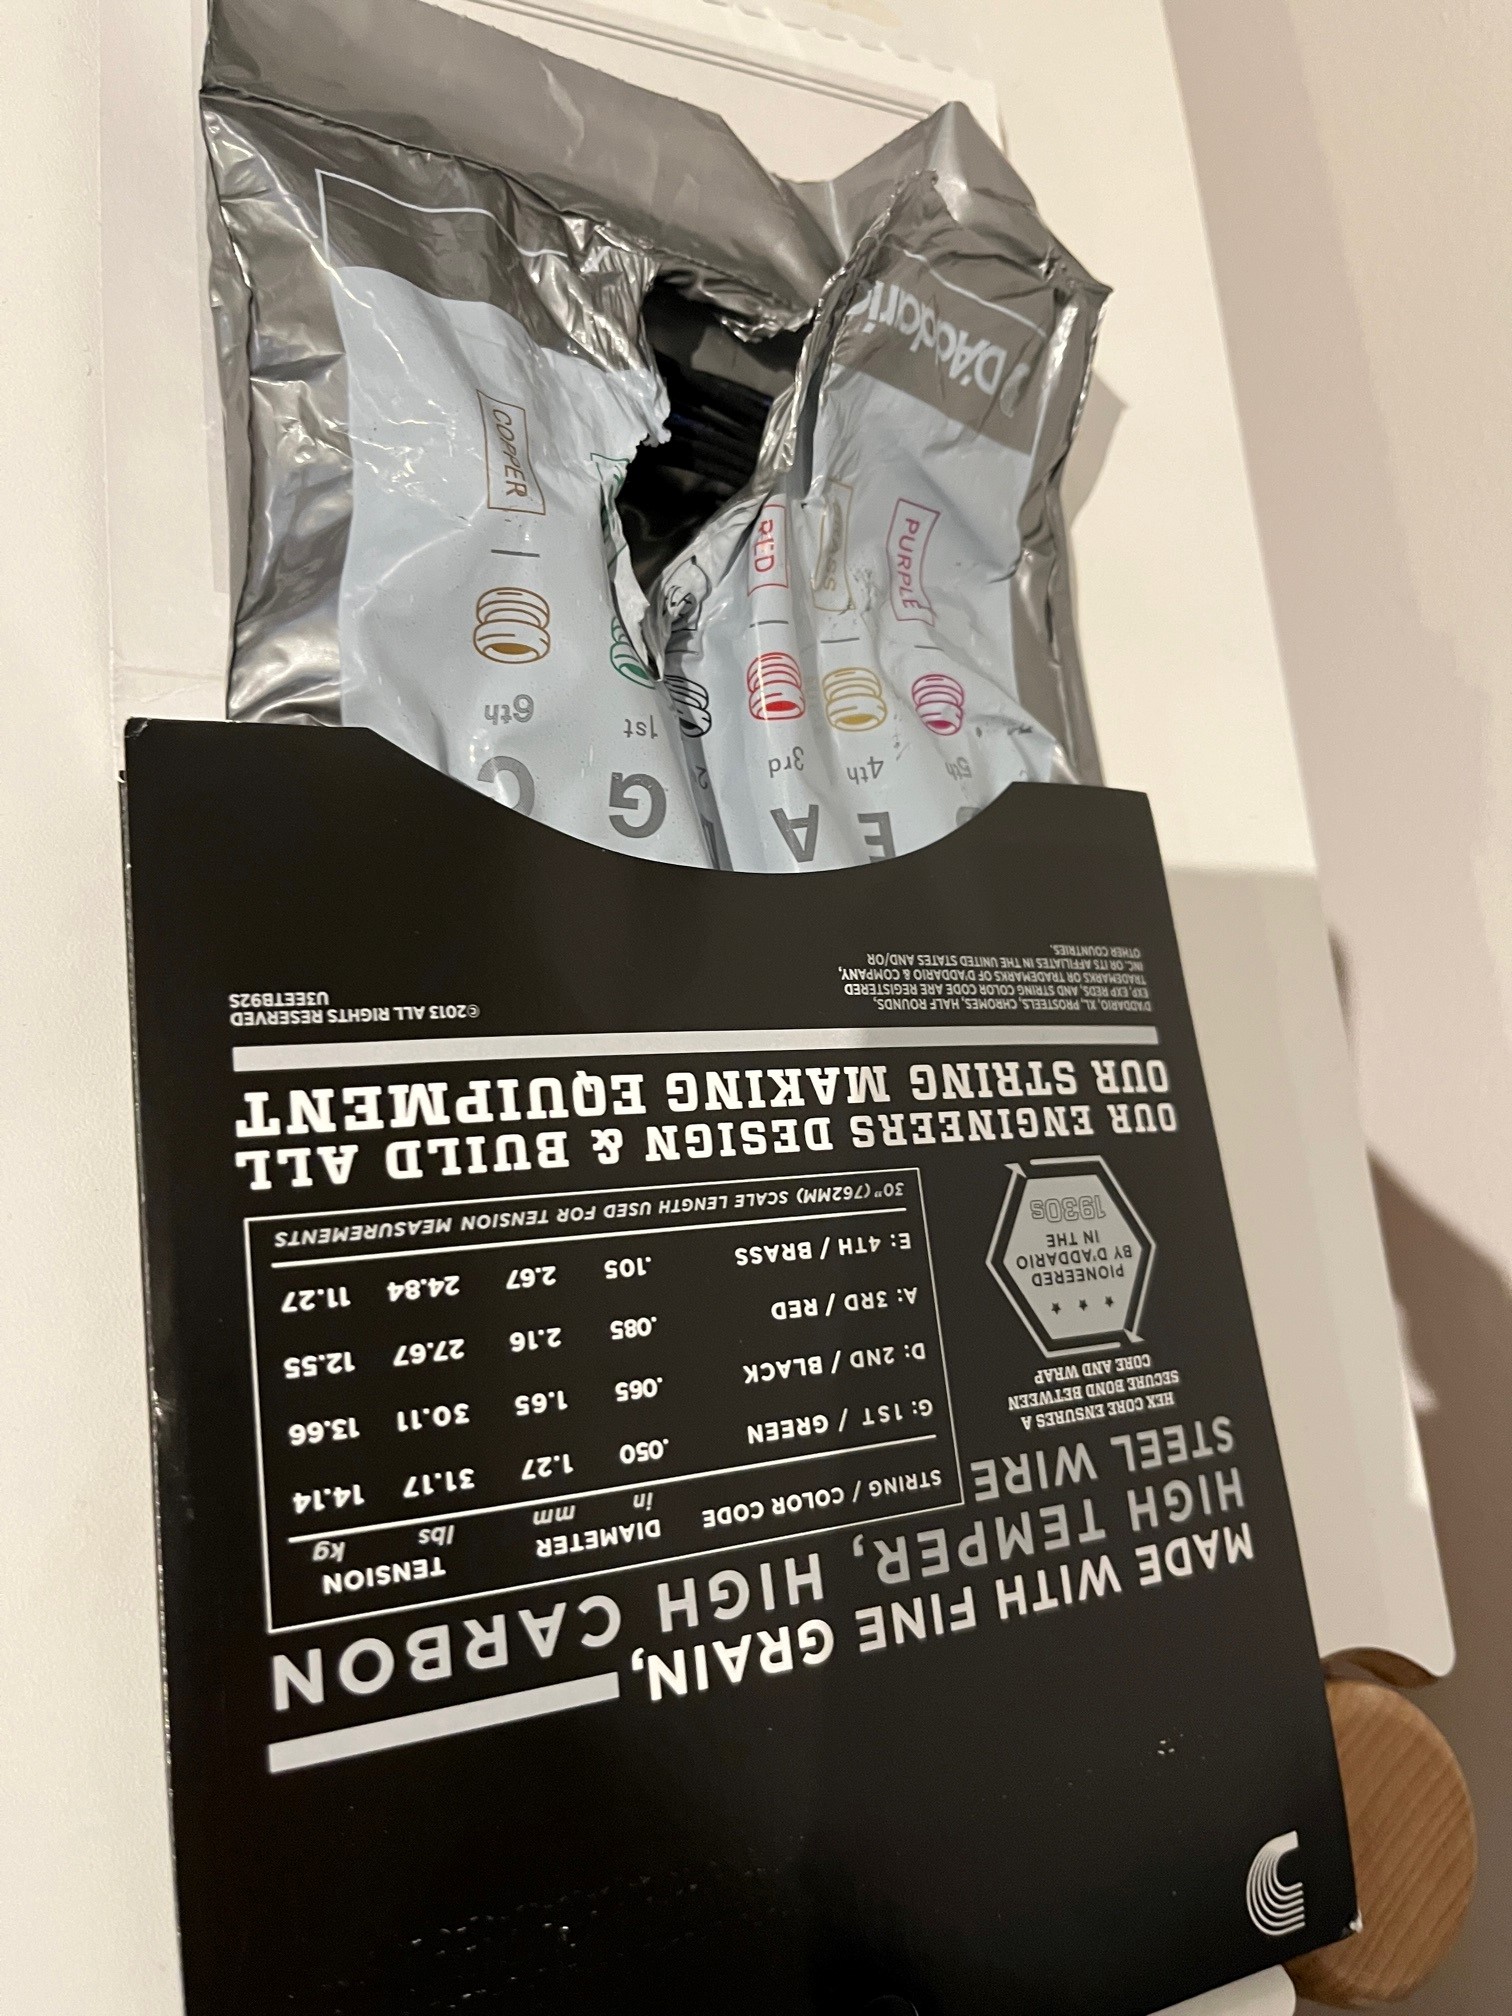 MADE WITH FINE GRAIN,
HIGH TEMPER, HIGH CARBON
STEEL WIRE
HEX CORE ENSURES A
SECURE BOND BETWEEN
CORE AND WRAP
PIONEERED
BY D'ADDARIO
IN THE
1930S
STRING / COLOR CODE DIAMETER TENSION
in mm lbs kg
G: 1ST / GREEN .050 1.27 31.17 14.14
D: 2ND / BLACK .065 1.65 30.11 13.66
A: 3RD / RED .085 2.16 27.67 12.55
E: 4TH / BRASS .105 2.67 24.84 11.27
30" (762MM) SCALE LENGTH USED FOR TENSION MEASUREMENTS
OUR ENGINEERS DESIGN & BUILD ALL
OUR STRING MAKING EQUIPMENT
D'ADDARIO, XL, PROSTEELS, CHROMES, HALF ROUNDS,
EXP, EXP REDS, AND STRING COLOR CODE ARE REGISTERED
TRADEMARKS OR TRADEMARKS OF D'ADDARIO & COMPANY,
INC. OR ITS AFFILIATES IN THE UNITED STATES AND/OR
OTHER COUNTRIES.
©2013 ALL RIGHTS RESERVED
U3EETB92S
E A G C
5th 4th 3rd 1st 6th
PURPLE
RED
COPPER
D'Addario